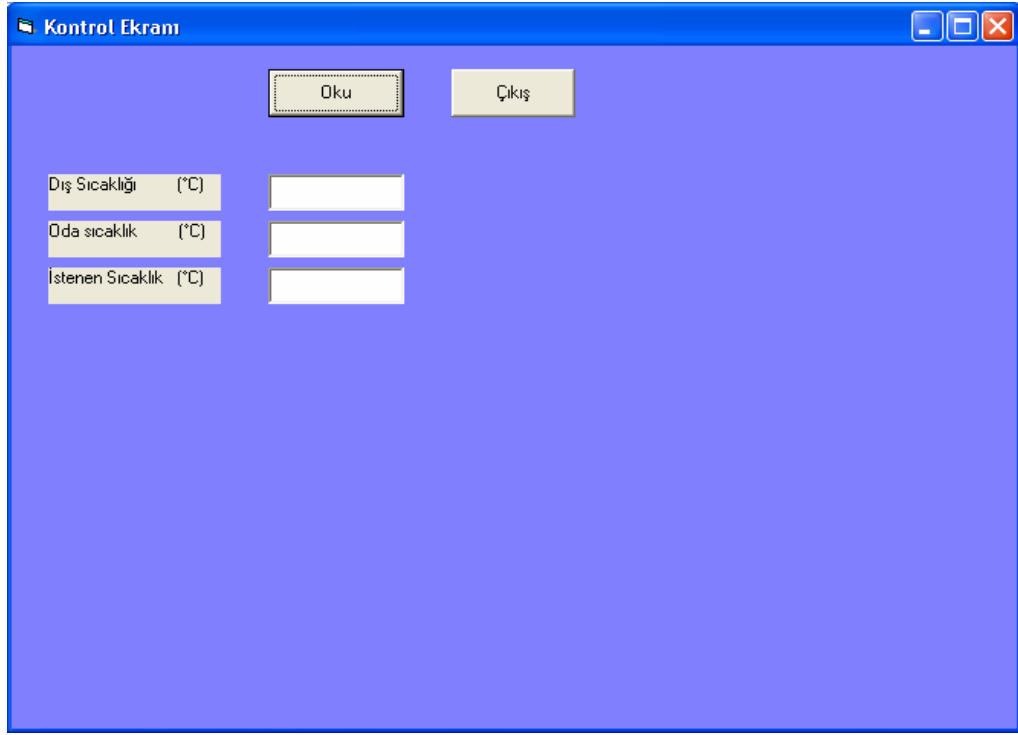 Kontrol Ekranı
Oku Çıkış
Dış Sıcaklığı (°C)
Oda sıcaklık (°C)
İstenen Sıcaklık (°C)